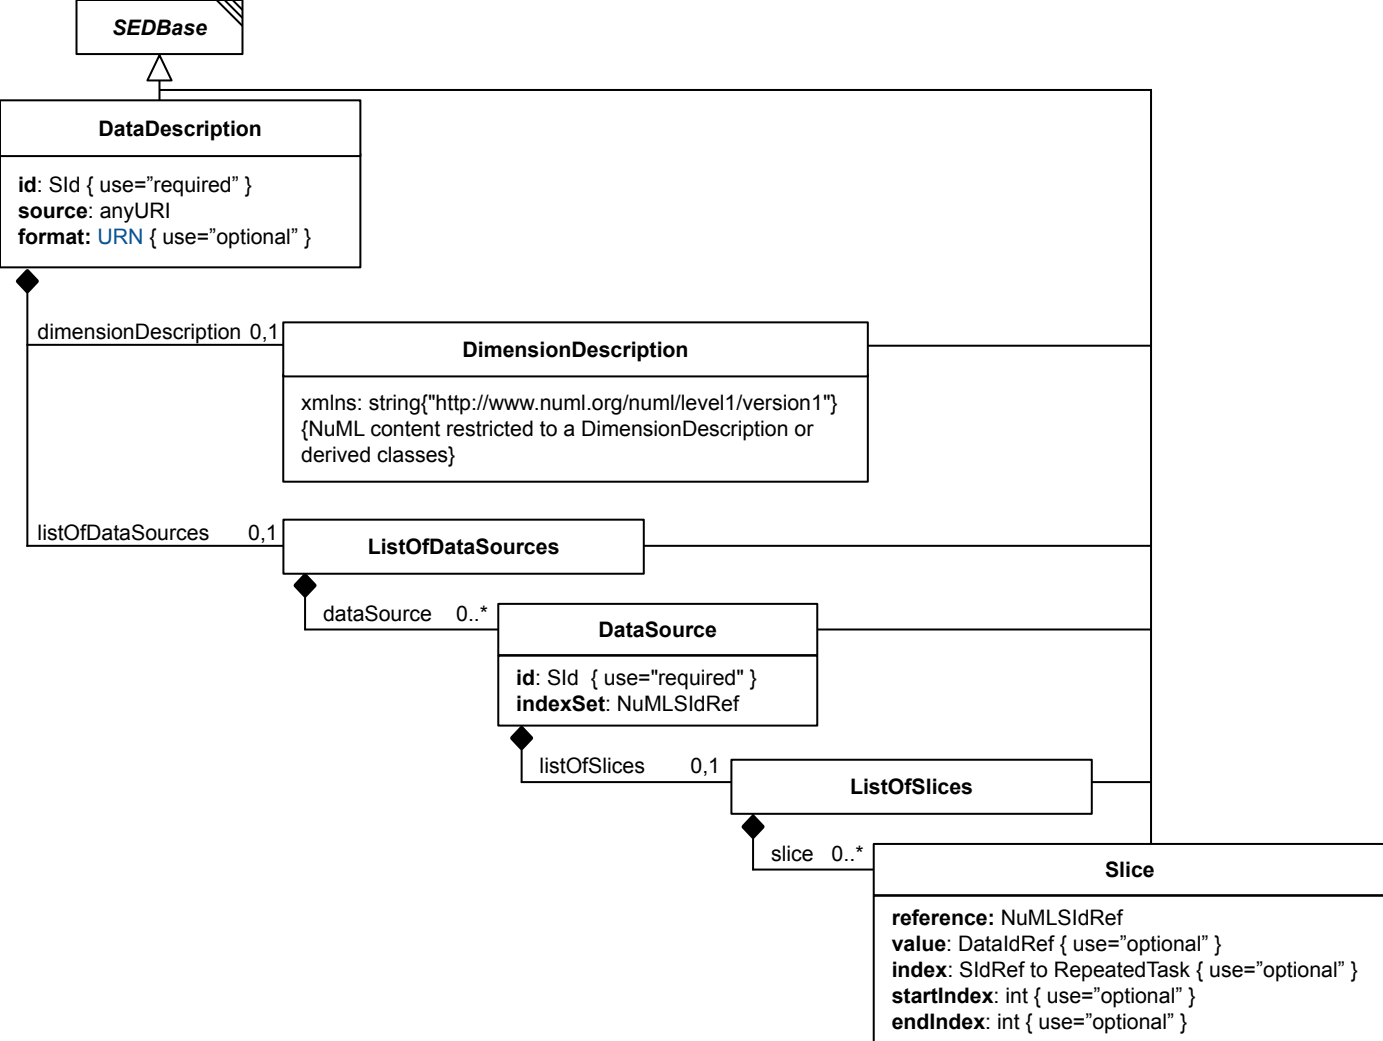 SEDBase
DataDescription
id: SId { use=”required” }
source: anyURI
format: URN { use=”optional” }
dimensionDescription 0,1
DimensionDescription
xmlns: string{"http://www.numl.org/numl/level1/version1"}
{NuML content restricted to a DimensionDescription or
derived classes}
listOfDataSources 0,1
ListOfDataSources
dataSource 0..*
DataSource
id: SId { use="required" }
indexSet: NuMLSIdRef
listOfSlices 0,1
ListOfSlices
slice 0..*
Slice
reference: NuMLSIdRef
value: DataIdRef { use=”optional” }
index: SIdRef to RepeatedTask { use=”optional” }
startIndex: int { use=”optional” }
endIndex: int { use=”optional” }